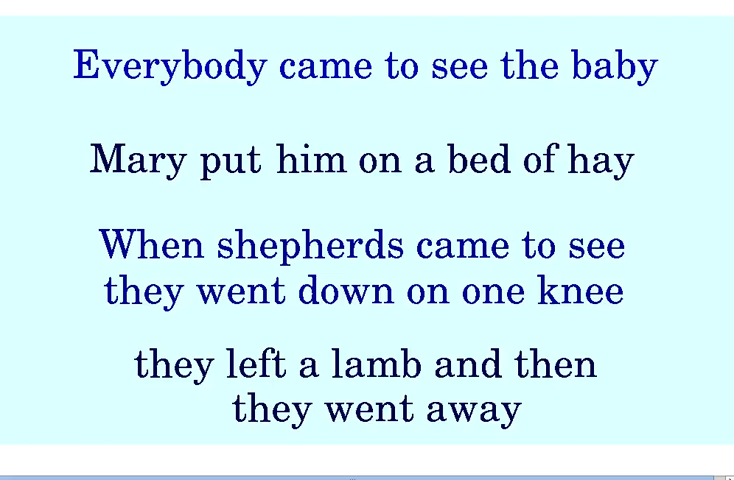 Everybody came to see the baby
Mary put him on a bed of hay
When shepherds came to see
they went down on one knee
they left a lamb and then
they went away